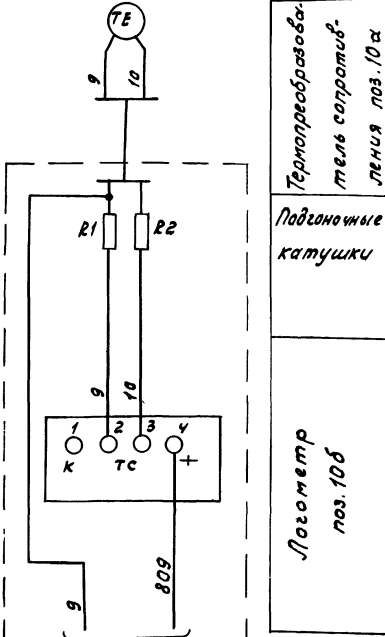 TE
9
10
Термопреобразова-
тель сопротив-
ления поз. 10а
R1
R2
Подгоночные
катушки
9
10
1
2
3
4
К
ТС
+
Логометр
поз. 10б
9
809